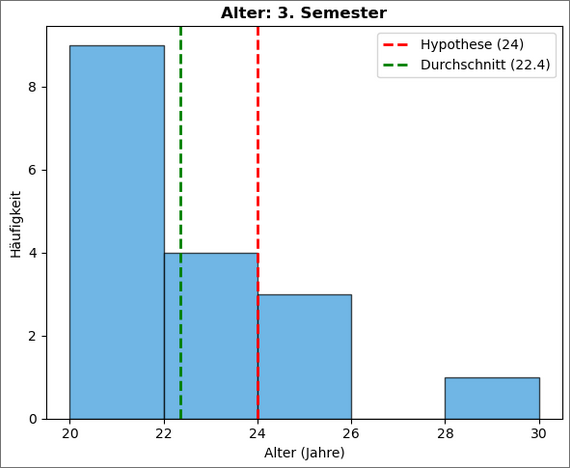 Alter: 3. Semester
Hypothese (24)
Durchschnitt (22.4)
Häufigkeit
8
6
4
2
0
20 22 24 26 28 30
Alter (Jahre)